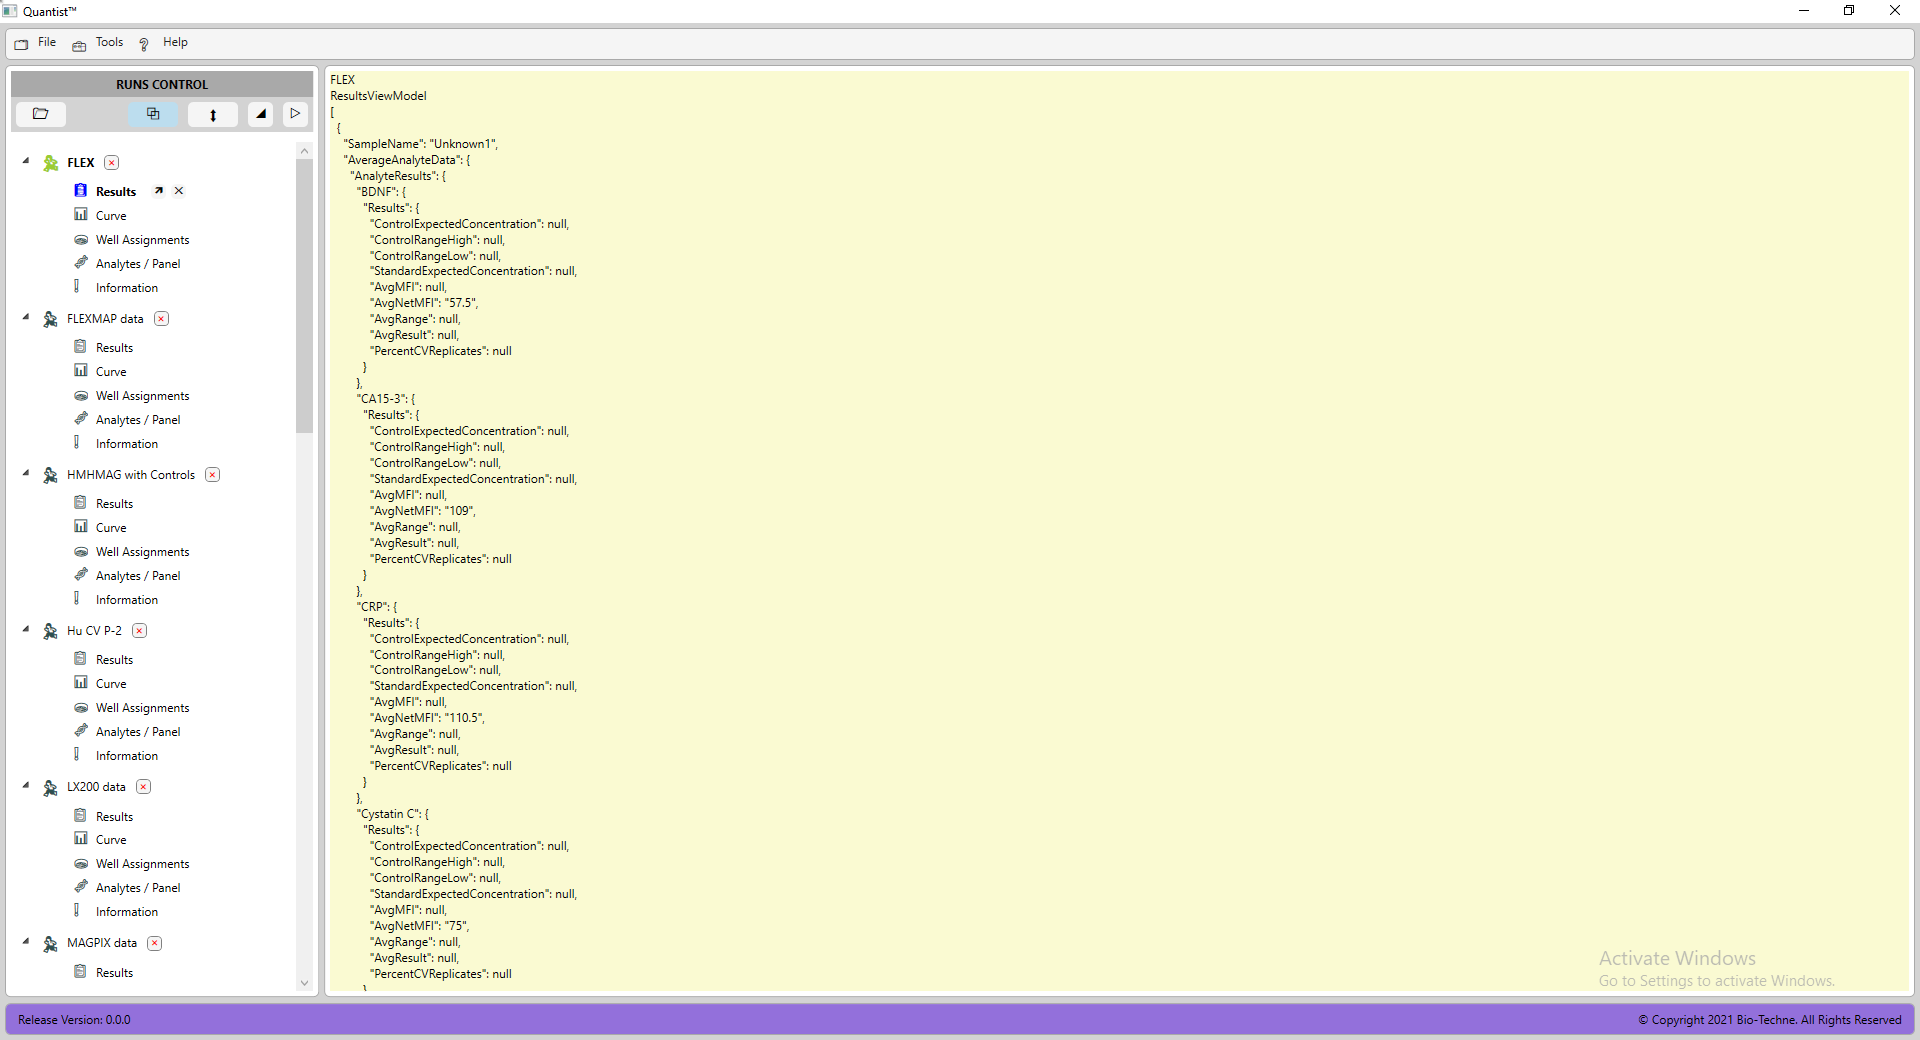 Quantist™
File Tools ? Help
RUNS CONTROL
FLEX
Results
Curve
Well Assignments
Analytes / Panel
Information
FLEXMAP data
Results
Curve
Well Assignments
Analytes / Panel
Information
HMHMAG with Controls
Results
Curve
Well Assignments
Analytes / Panel
Information
Hu CV P-2
Results
Curve
Well Assignments
Analytes / Panel
Information
LX200 data
Results
Curve
Well Assignments
Analytes / Panel
Information
MAGPIX data
Results
FLEX
ResultsViewModel
[
{
"SampleName": "Unknown1",
"AverageAnalyteData": {
"AnalyteResults": {
"BDNF": {
"Results": {
"ControlExpectedConcentration": null,
"ControlRangeHigh": null,
"ControlRangeLow": null,
"StandardExpectedConcentration": null,
"AvgMFI": null,
"AvgNetMFI": "57.5",
"AvgRange": null,
"AvgResult": null,
"PercentCVReplicates": null
}
},
"CA15-3": {
"Results": {
"ControlExpectedConcentration": null,
"ControlRangeHigh": null,
"ControlRangeLow": null,
"StandardExpectedConcentration": null,
"AvgMFI": null,
"AvgNetMFI": "109",
"AvgRange": null,
"AvgResult": null,
"PercentCVReplicates": null
}
},
"CRP": {
"Results": {
"ControlExpectedConcentration": null,
"ControlRangeHigh": null,
"ControlRangeLow": null,
"StandardExpectedConcentration": null,
"AvgMFI": null,
"AvgNetMFI": "110.5",
"AvgRange": null,
"AvgResult": null,
"PercentCVReplicates": null
}
},
"Cystatin C": {
"Results": {
"ControlExpectedConcentration": null,
"ControlRangeHigh": null,
"ControlRangeLow": null,
"StandardExpectedConcentration": null,
"AvgMFI": null,
"AvgNetMFI": "75",
"AvgRange": null,
"AvgResult": null,
"PercentCVReplicates": null
}
Activate Windows
Go to Settings to activate Windows.
Release Version: 0.0.0
© Copyright 2021 Bio-Techne. All Rights Reserved